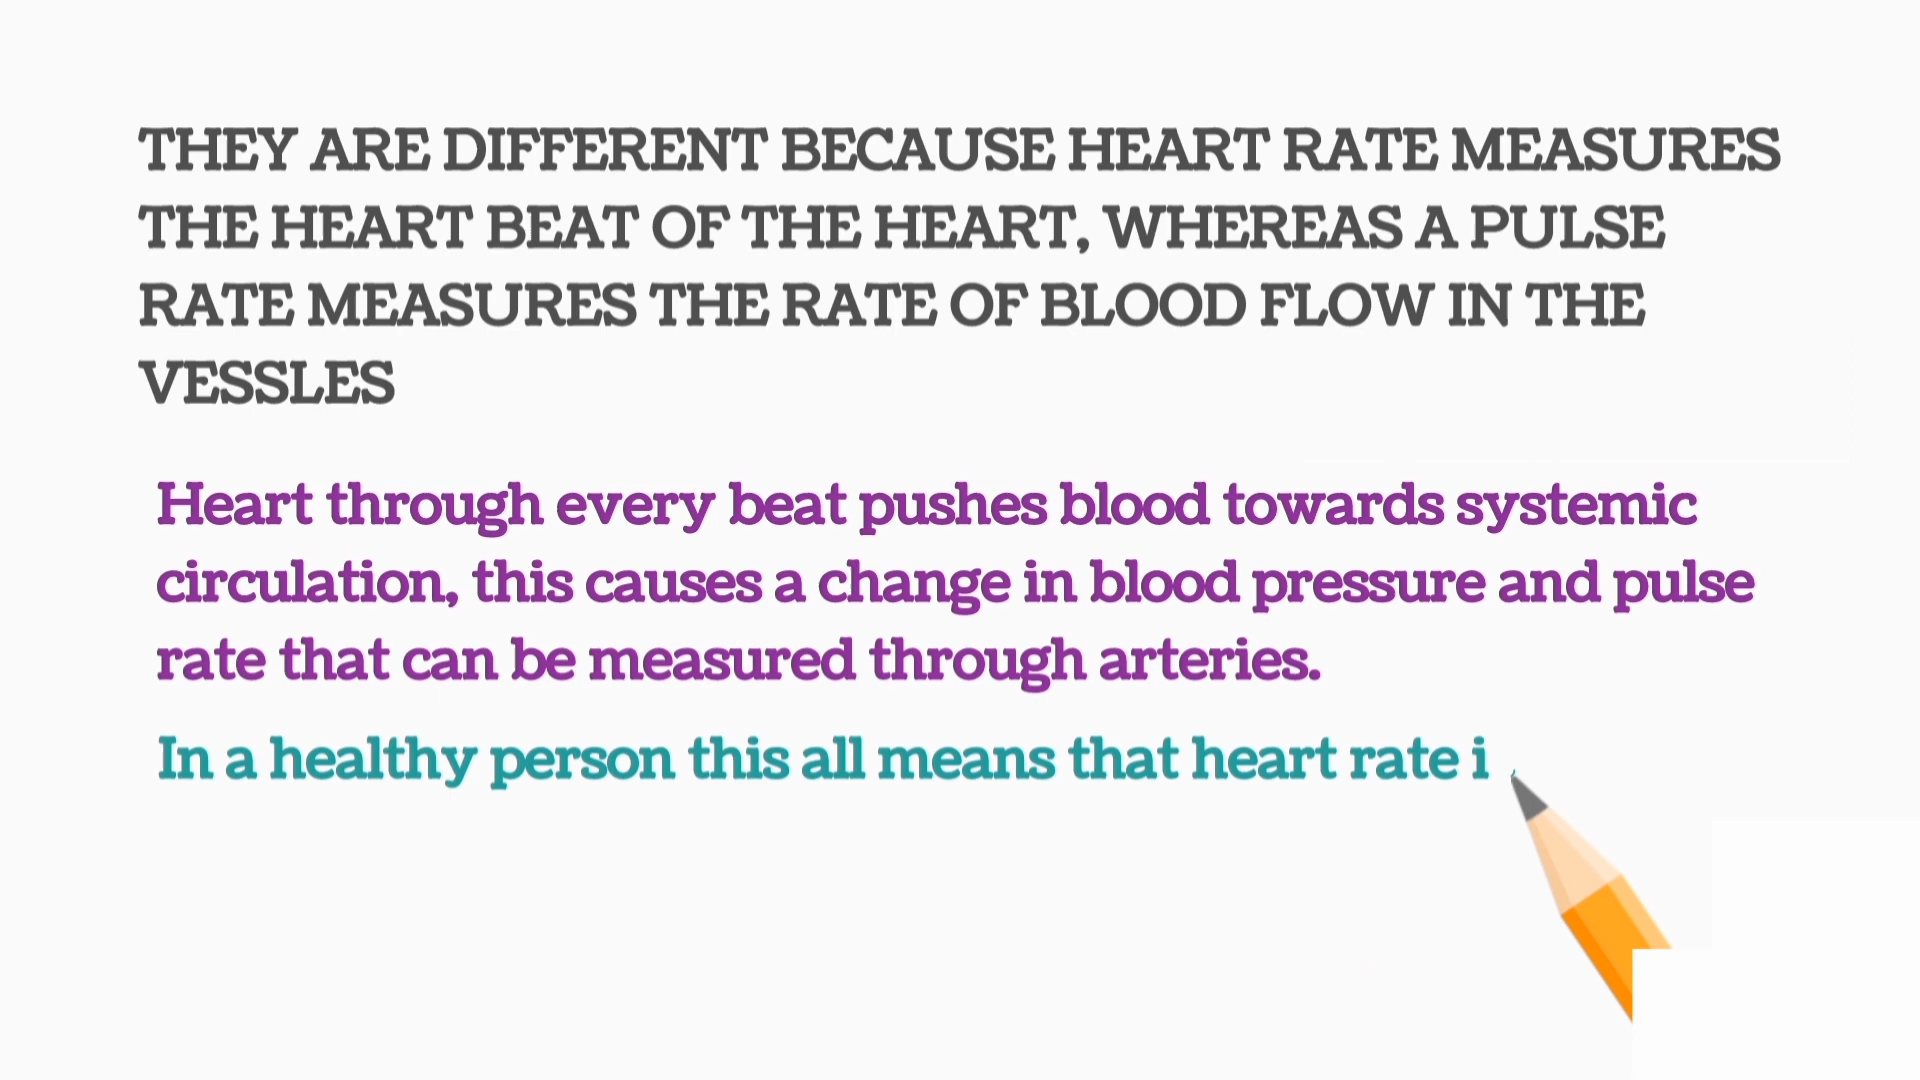 THEY ARE DIFFERENT BECAUSE HEART RATE MEASURES
THE HEART BEAT OF THE HEART, WHEREAS A PULSE
RATE MEASURES THE RATE OF BLOOD FLOW IN THE
VESSLES
Heart through every beat pushes blood towards systemic
circulation, this causes a change in blood pressure and pulse
rate that can be measured through arteries.
In a healthy person this all means that heart rate i